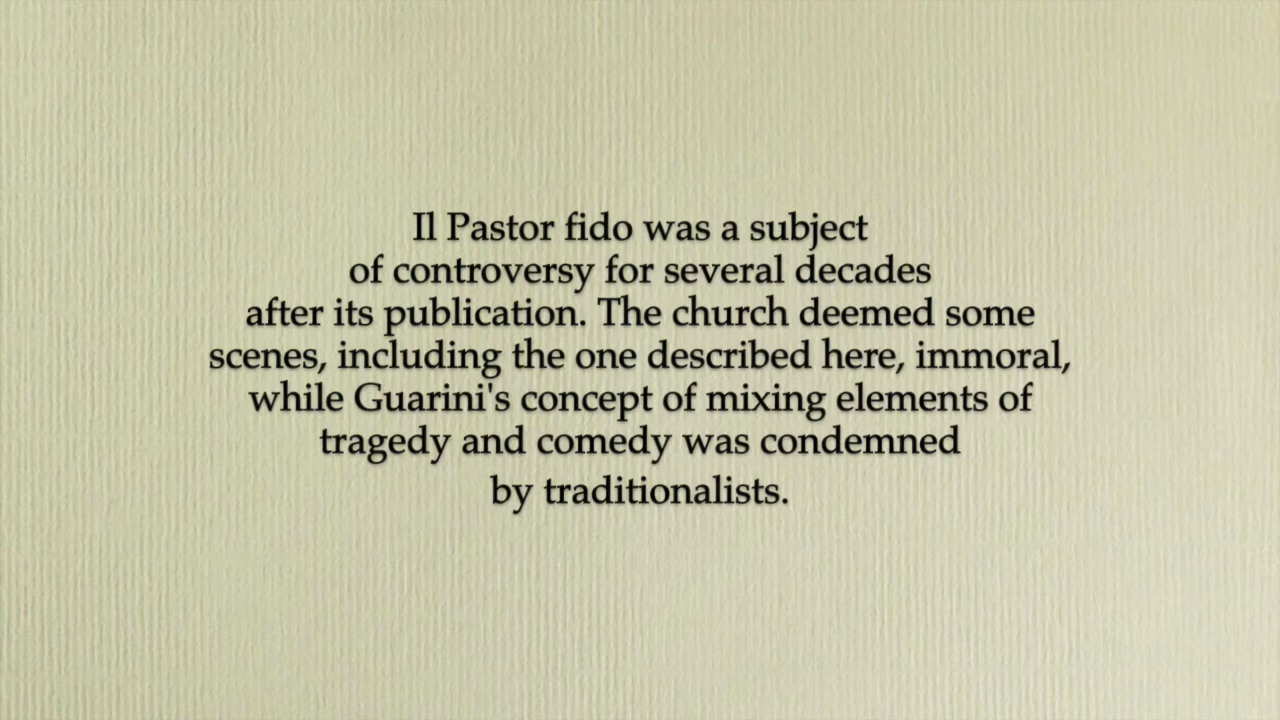 Il Pastor fido was a subject
of controversy for several decades
after its publication. The church deemed some
scenes, including the one described here, immoral,
while Guarini's concept of mixing elements of
tragedy and comedy was condemned
by traditionalists.